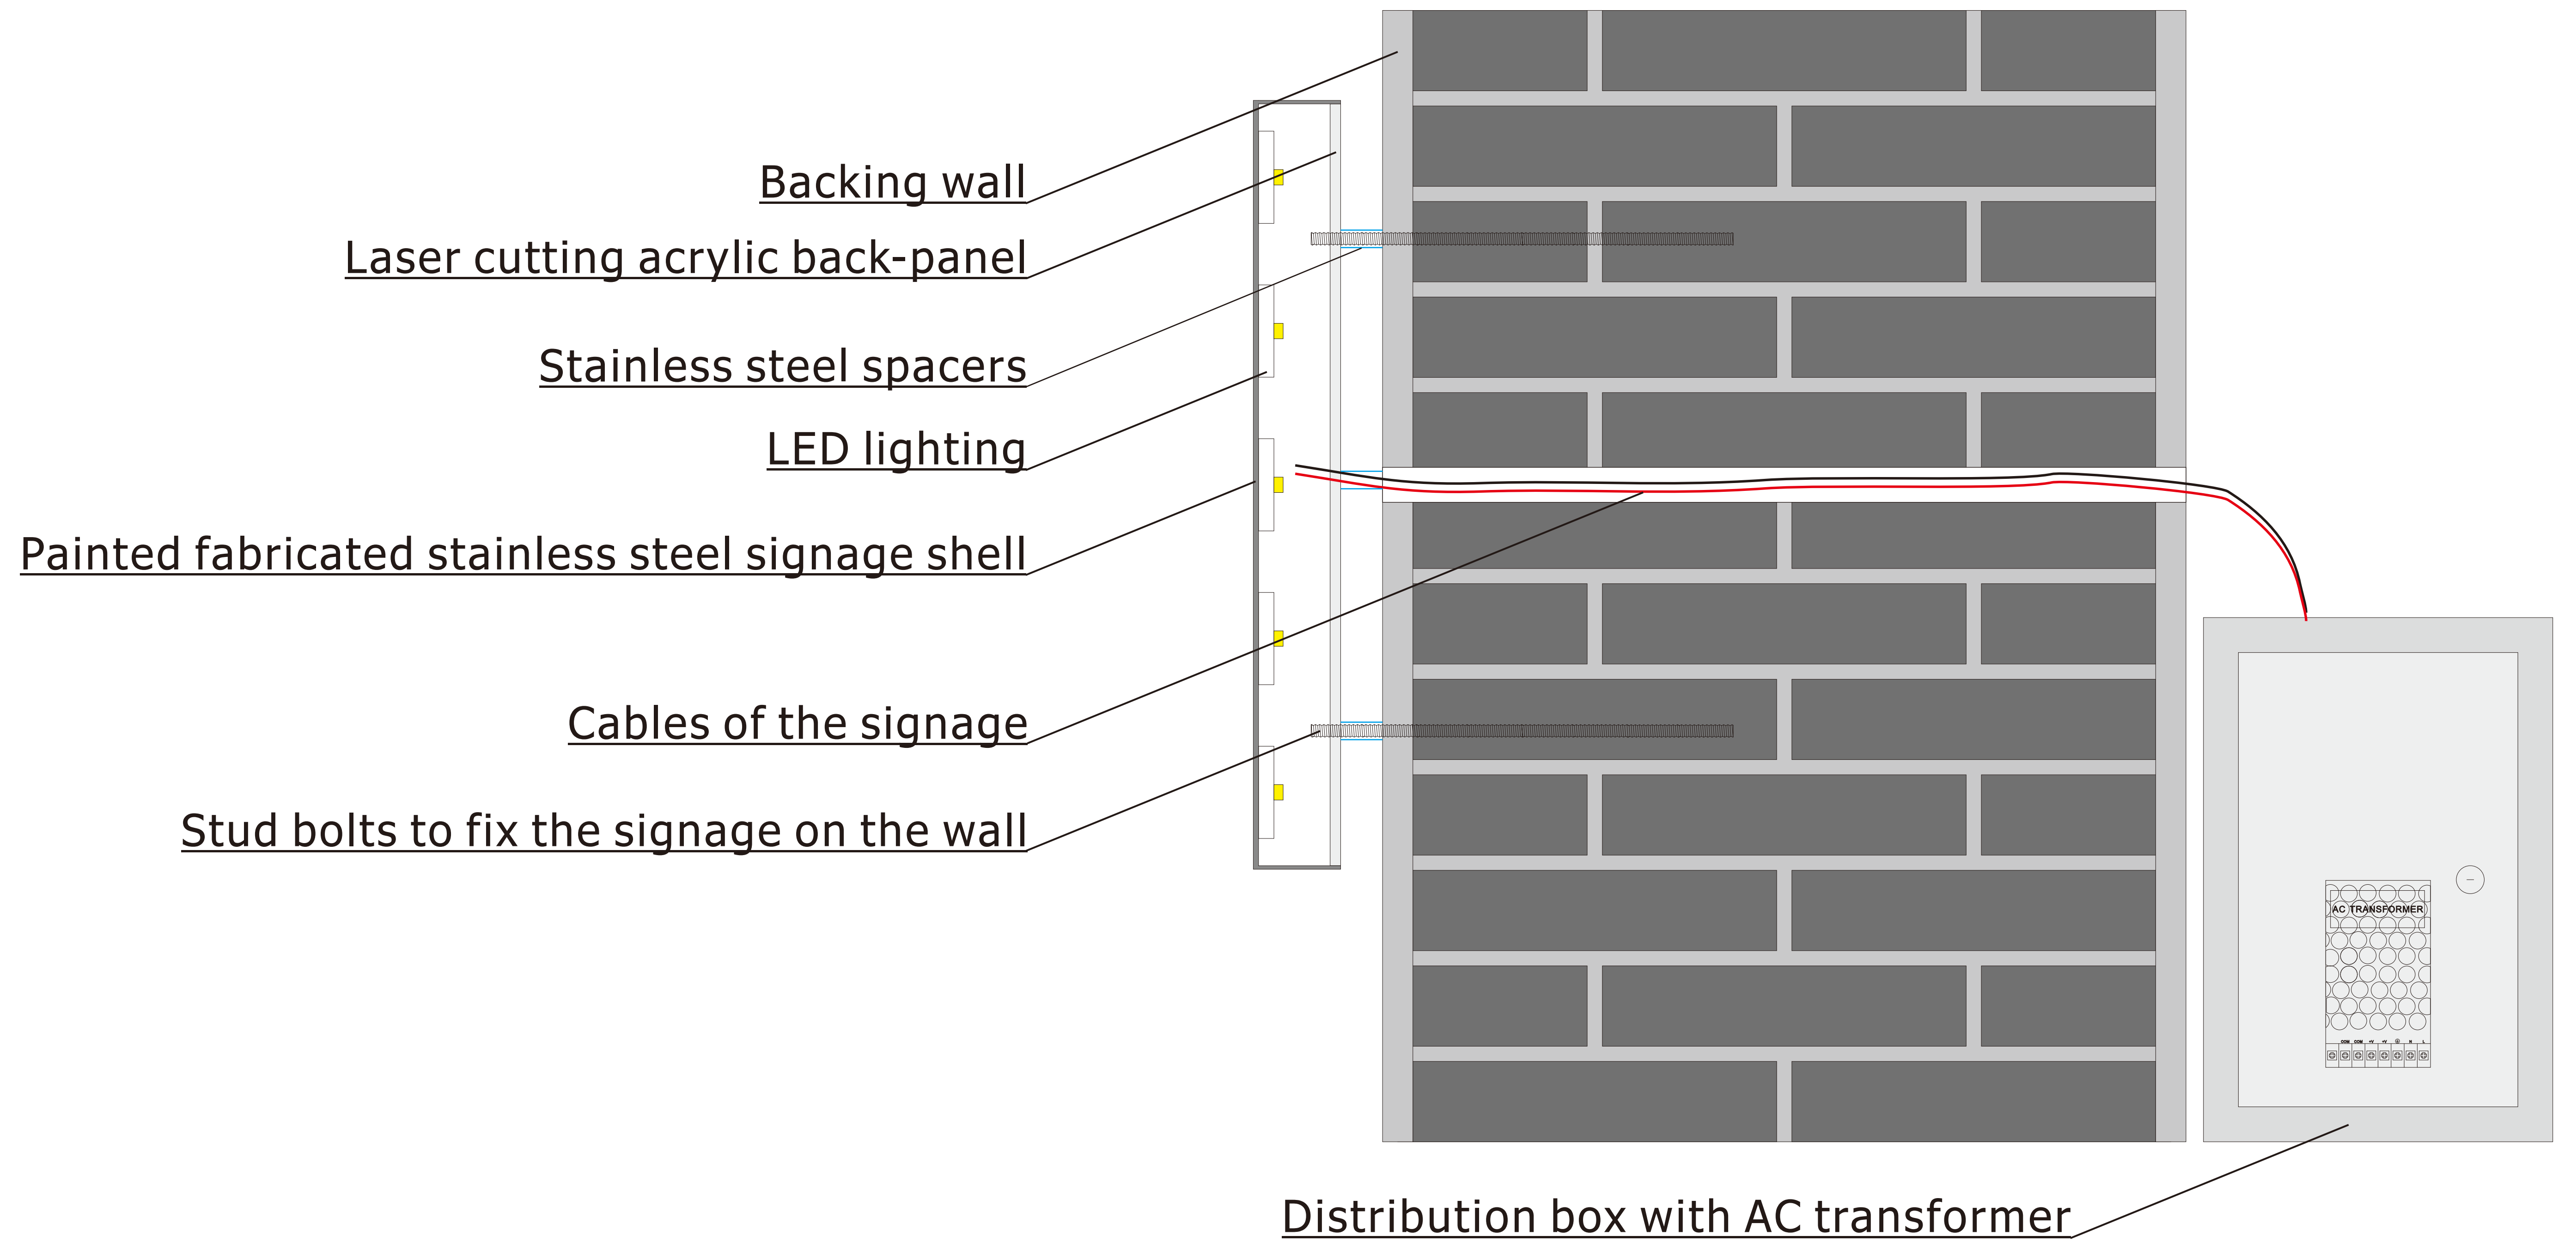 Backing wall
Laser cutting acrylic back-panel
Stainless steel spacers
LED lighting
Painted fabricated stainless steel signage shell
Cables of the signage
Stud bolts to fix the signage on the wall
AC TRANSFORMER
COM COM +V +V ⏚ N L
Distribution box with AC transformer